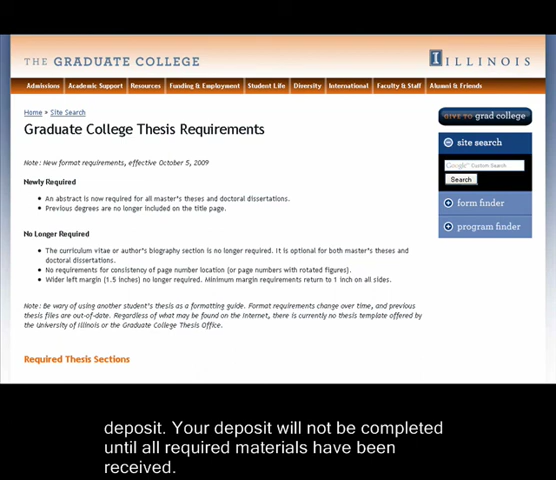 THE GRADUATE COLLEGE
I ILLINOIS
Admissions Academic Support Resources Funding & Employment Student Life Diversity International Faculty & Staff Alumni & Friends
Home » Site Search
GIVE TO grad college
Graduate College Thesis Requirements
site search
Google™ Custom Search
Search
form finder
program finder
Note: New format requirements, effective October 5, 2009
Newly Required
• An abstract is now required for all master's theses and doctoral dissertations.
• Previous degrees are no longer included on the title page.
No Longer Required
• The curriculum vitae or author's biography section is no longer required. It is optional for both master's theses and
doctoral dissertations.
• No requirements for consistency of page number location (or page numbers with rotated figures).
• Wider left margin (1.5 inches) no longer required. Minimum margin requirements return to 1 inch on all sides.
Note: Be wary of using another student's thesis as a formatting guide. Format requirements change over time, and previous
thesis files are out-of-date. Regardless of what may be found on the Internet, there is currently no thesis template offered by
the University of Illinois or the Graduate College Thesis Office.
Required Thesis Sections
deposit. Your deposit will not be completed
until all required materials have been
received.